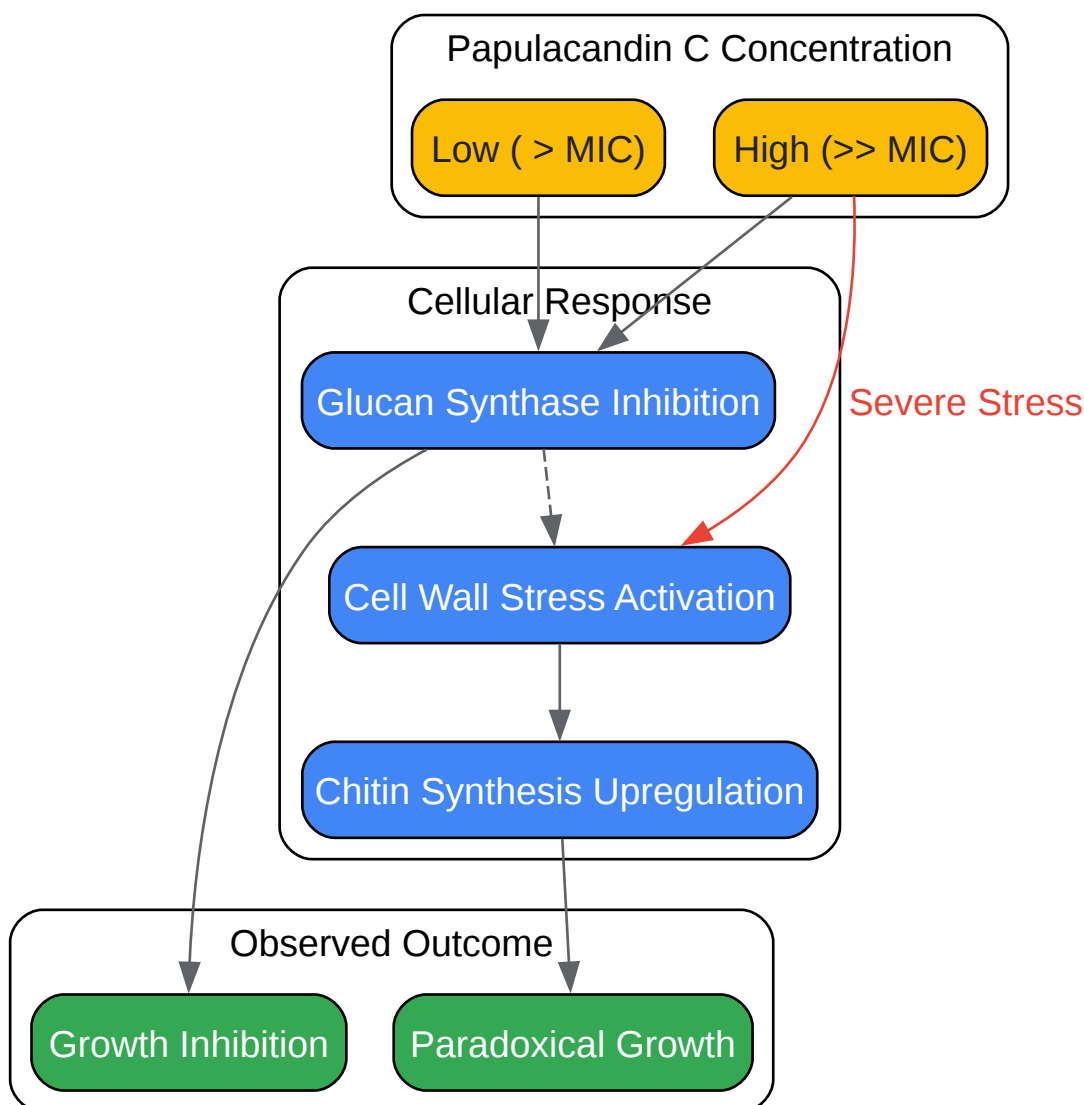 Papulacandin C Concentration
Low ( > MIC)
High (>> MIC)
Cellular Response
Glucan Synthase Inhibition
Severe Stress
Cell Wall Stress Activation
Chitin Synthesis Upregulation
Observed Outcome
Growth Inhibition
Paradoxical Growth